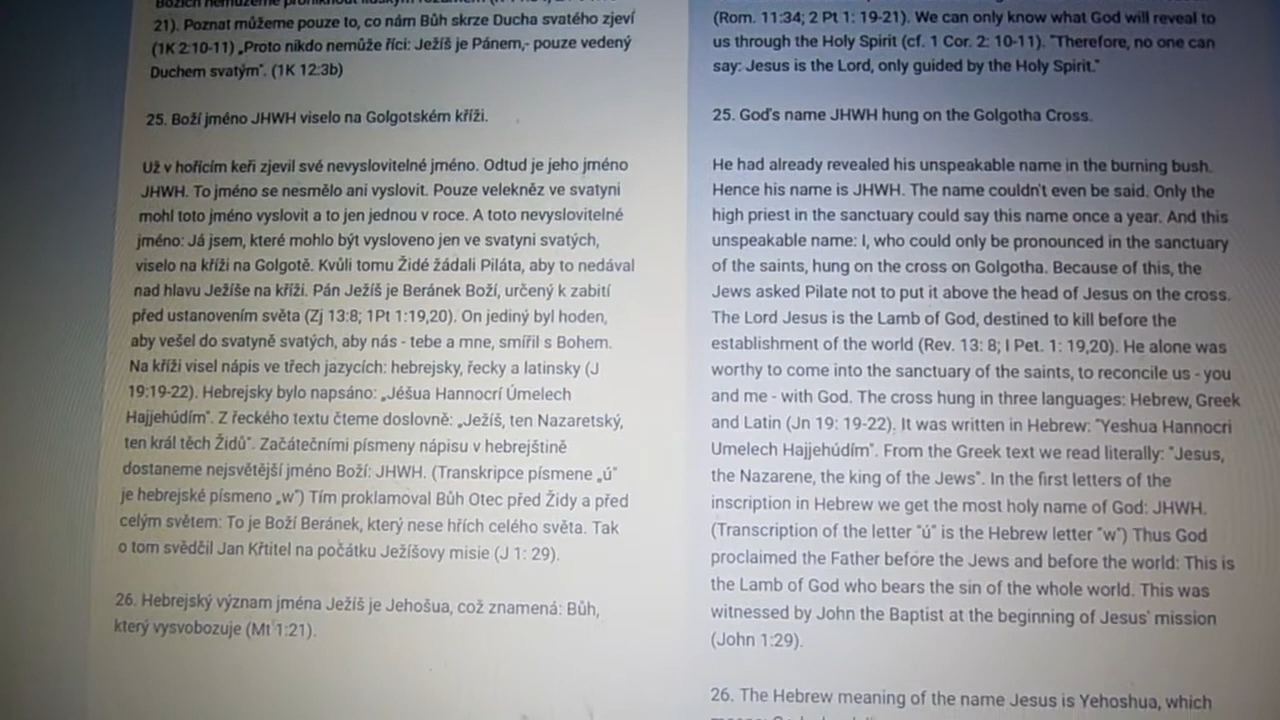 21). Poznat můžeme pouze to, co nám Bůh skrze Ducha svatého zjeví
(1K 2:10-11) „Proto nikdo nemůže říci: Ježíš je Pánem,- pouze vedený
Duchem svatým". (1K 12:3b)
25. Boží jméno JHWH viselo na Golgotském kříži.
Už v hořícím keři zjevil své nevyslovitelné jméno. Odtud je jeho jméno
JHWH. To jméno se nesmělo ani vyslovit. Pouze velekněz ve svatyni
mohl toto jméno vyslovit a to jen jednou v roce. A toto nevyslovitelné
jméno: Já jsem, které mohlo být vysloveno jen ve svatyni svatých,
viselo na kříži na Golgotě. Kvůli tomu Židé žádali Piláta, aby to nedával
nad hlavu Ježíše na kříži. Pán Ježíš je Beránek Boží, určený k zabití
před ustanovením světa (Zj 13:8; 1Pt 1:19,20). On jediný byl hoden,
aby vešel do svatyně svatých, aby nás - tebe a mne, smířil s Bohem.
Na kříži visel nápis ve třech jazycích: hebrejsky, řecky a latinsky (J
19:19-22). Hebrejsky bylo napsáno: „Jéšua Hannocrí Úmelech
Hajjehúdím". Z řeckého textu čteme doslovně: „Ježíš, ten Nazaretský,
ten král těch Židů". Začátečními písmeny nápisu v hebrejštině
dostaneme nejsvětější jméno Boží: JHWH. (Transkripce písmene „ú"
je hebrejské písmeno „w") Tím proklamoval Bůh Otec před Židy a před
celým světem: To je Boží Beránek, který nese hřích celého světa. Tak
o tom svědčil Jan Křtitel na počátku Ježíšovy misie (J 1: 29).
26. Hebrejský význam jména Ježíš je Jehošua, což znamená: Bůh,
který vysvobozuje (Mt 1:21).
(Rom. 11:34; 2 Pt 1: 19-21). We can only know what God will reveal to
us through the Holy Spirit (cf. 1 Cor. 2: 10-11). "Therefore, no one can
say: Jesus is the Lord, only guided by the Holy Spirit."
25. God's name JHWH hung on the Golgotha Cross.
He had already revealed his unspeakable name in the burning bush.
Hence his name is JHWH. The name couldn't even be said. Only the
high priest in the sanctuary could say this name once a year. And this
unspeakable name: I, who could only be pronounced in the sanctuary
of the saints, hung on the cross on Golgotha. Because of this, the
Jews asked Pilate not to put it above the head of Jesus on the cross.
The Lord Jesus is the Lamb of God, destined to kill before the
establishment of the world (Rev. 13: 8; I Pet. 1: 19,20). He alone was
worthy to come into the sanctuary of the saints, to reconcile us - you
and me - with God. The cross hung in three languages: Hebrew, Greek
and Latin (Jn 19: 19-22). It was written in Hebrew: "Yeshua Hannocri
Umelech Hajjehúdím". From the Greek text we read literally: "Jesus,
the Nazarene, the king of the Jews". In the first letters of the
inscription in Hebrew we get the most holy name of God: JHWH.
(Transcription of the letter "ú" is the Hebrew letter "w") Thus God
proclaimed the Father before the Jews and before the world: This is
the Lamb of God who bears the sin of the whole world. This was
witnessed by John the Baptist at the beginning of Jesus' mission
(John 1:29).
26. The Hebrew meaning of the name Jesus is Yehoshua, which